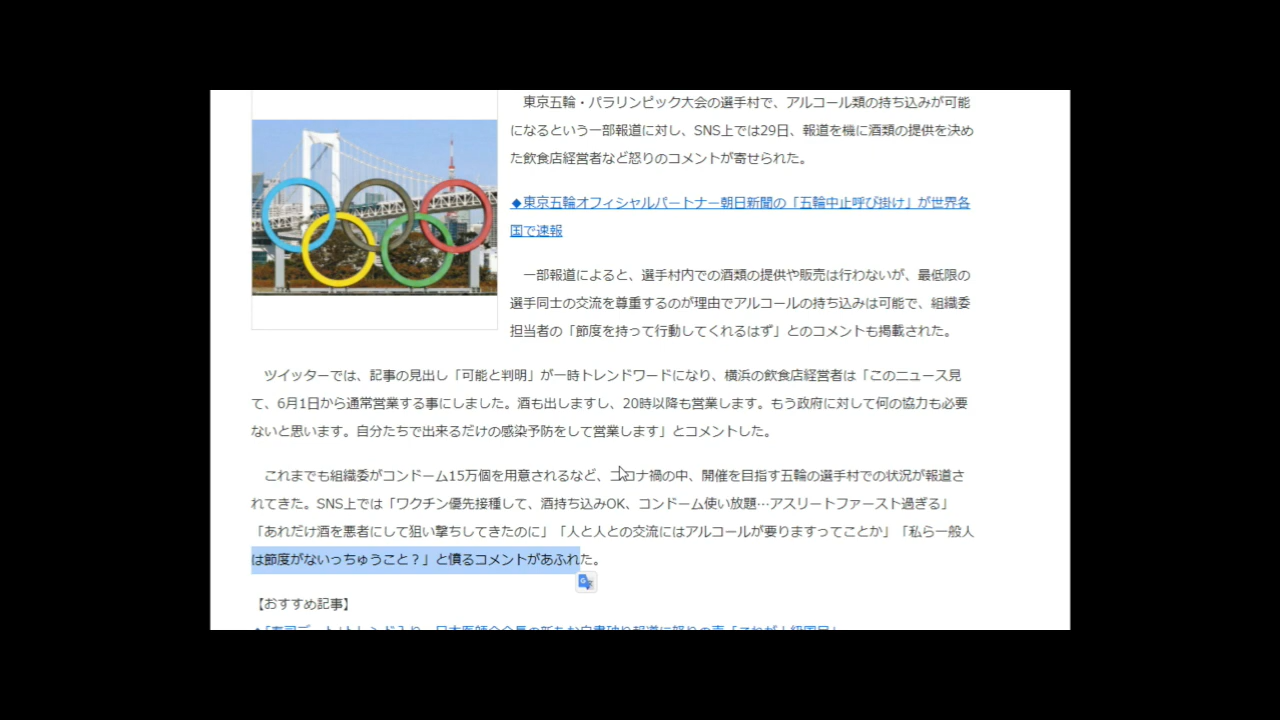 東京五輪・パラリンピック大会の選手村で、アルコール類の持ち込みが可能
になるという一部報道に対し、SNS上では29日、報道を機に酒類の提供を決め
た飲食店経営者など怒りのコメントが寄せられた。
◆東京五輪オフィシャルパートナー朝日新聞の「五輪中止呼び掛け」が世界各
国で速報
一部報道によると、選手村内での酒類の提供や販売は行わないが、最低限の
選手同士の交流を尊重するのが理由でアルコールの持ち込みは可能で、組織委
担当者の「節度を持って行動してくれるはず」とのコメントも掲載された。
ツイッターでは、記事の見出し「可能と判明」が一時トレンドワードになり、横浜の飲食店経営者は「このニュース見
て、6月1日から通常営業する事にしました。酒も出しますし、20時以降も営業します。もう政府に対して何の協力も必要
ないと思います。自分たちで出来るだけの感染予防をして営業します」とコメントした。
これまでも組織委がコンドーム15万個を用意されるなど、コロナ禍の中、開催を目指す五輪の選手村での状況が報道さ
れてきた。SNS上では「ワクチン優先接種して、酒持ち込みOK、コンドーム使い放題…アスリートファースト過ぎる」
「あれだけ酒を悪者にして狙い撃ちしてきたのに」「人と人との交流にはアルコールが要りますってことか」「私ら一般人
は節度がないっちゅうこと？」と憤るコメントがあふれた。
【おすすめ記事】